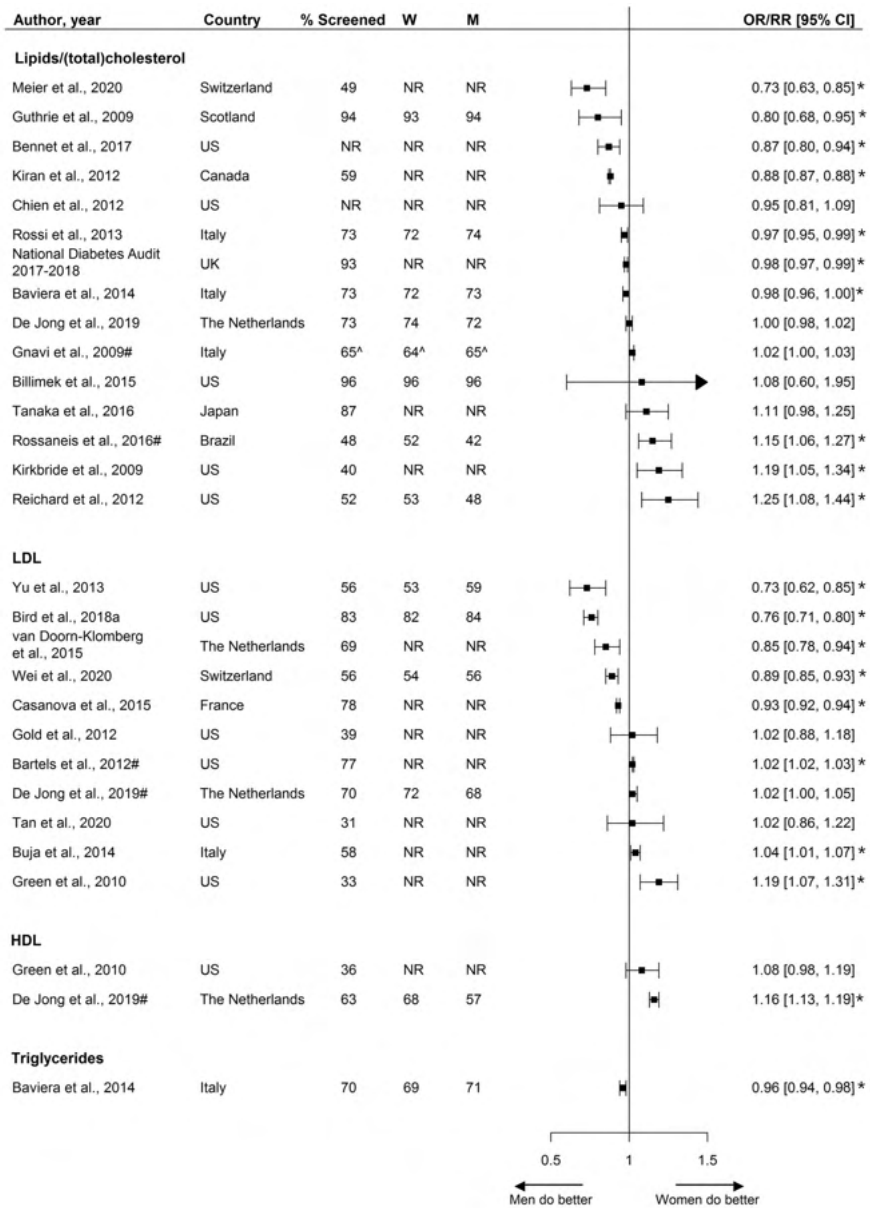 Author, year Country % Screened W M OR/RR [95% CI]
Lipids/(total)cholesterol
Meier et al., 2020 Switzerland 49 NR NR 0.73 [0.63, 0.85] *
Guthrie et al., 2009 Scotland 94 93 94 0.80 [0.68, 0.95] *
Bennet et al., 2017 US NR NR NR 0.87 [0.80, 0.94] *
Kiran et al., 2012 Canada 59 NR NR 0.88 [0.87, 0.88] *
Chien et al., 2012 US NR NR NR 0.95 [0.81, 1.09]
Rossi et al., 2013 Italy 73 72 74 0.97 [0.95, 0.99] *
National Diabetes Audit
2017-2018 UK 93 NR NR 0.98 [0.97, 0.99] *
Baviera et al., 2014 Italy 73 72 73 0.98 [0.96, 1.00] *
De Jong et al., 2019 The Netherlands 73 74 72 1.00 [0.98, 1.02]
Gnavi et al., 2009# Italy 65^ 64^ 65^ 1.02 [1.00, 1.03]
Billimek et al., 2015 US 96 96 96 1.08 [0.60, 1.95]
Tanaka et al., 2016 Japan 87 NR NR 1.11 [0.98, 1.25]
Rossaneis et al., 2016# Brazil 48 52 42 1.15 [1.06, 1.27] *
Kirkbride et al., 2009 US 40 NR NR 1.19 [1.05, 1.34] *
Reichard et al., 2012 US 52 53 48 1.25 [1.08, 1.44] *
LDL
Yu et al., 2013 US 56 53 59 0.73 [0.62, 0.85] *
Bird et al., 2018a US 83 82 84 0.76 [0.71, 0.80] *
van Doorn-Klomberg
et al., 2015 The Netherlands 69 NR NR 0.85 [0.78, 0.94] *
Wei et al., 2020 Switzerland 56 54 56 0.89 [0.85, 0.93] *
Casanova et al., 2015 France 78 NR NR 0.93 [0.92, 0.94] *
Gold et al., 2012 US 39 NR NR 1.02 [0.88, 1.18]
Bartels et al., 2012# US 77 NR NR 1.02 [1.02, 1.03] *
De Jong et al., 2019# The Netherlands 70 72 68 1.02 [1.00, 1.05]
Tan et al., 2020 US 31 NR NR 1.02 [0.86, 1.22]
Buja et al., 2014 Italy 58 NR NR 1.04 [1.01, 1.07] *
Green et al., 2010 US 33 NR NR 1.19 [1.07, 1.31] *
HDL
Green et al., 2010 US 36 NR NR 1.08 [0.98, 1.19]
De Jong et al., 2019# The Netherlands 63 68 57 1.16 [1.13, 1.19] *
Triglycerides
Baviera et al., 2014 Italy 70 69 71 0.96 [0.94, 0.98] *
0.5 1 1.5
Men do better Women do better